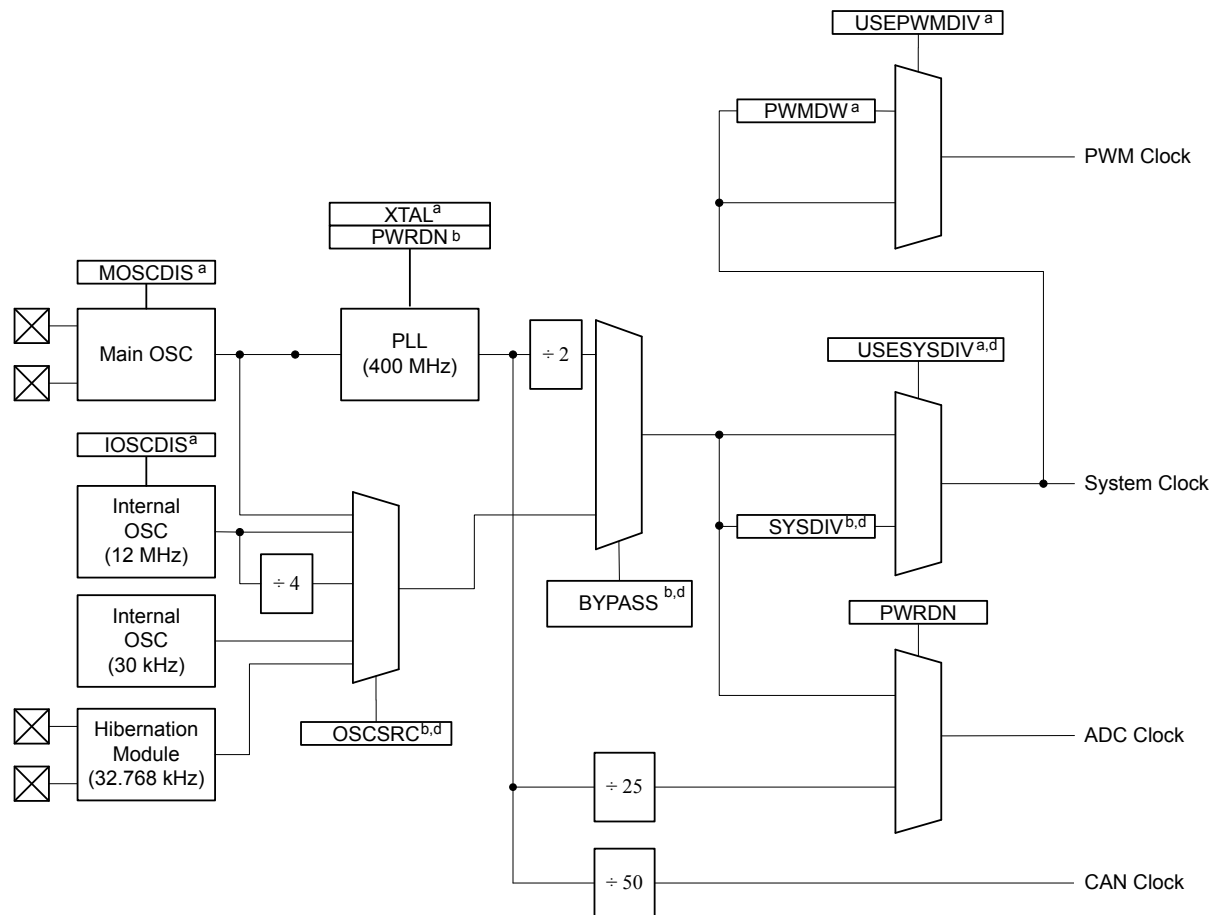 USEPWMDIV a
PWMDW a
PWM Clock
XTAL a
PWRDN b
MOSCDIS a
Main OSC
PLL
(400 MHz)
÷ 2
USESYSDIV a,d
IOSCDIS a
Internal
OSC
(12 MHz)
÷ 4
System Clock
SYSDIV b,d
BYPASS b,d
Internal
OSC
(30 kHz)
PWRDN
OSCSRC b,d
Hibernation
Module
(32.768 kHz)
ADC Clock
÷ 25
÷ 50
CAN Clock